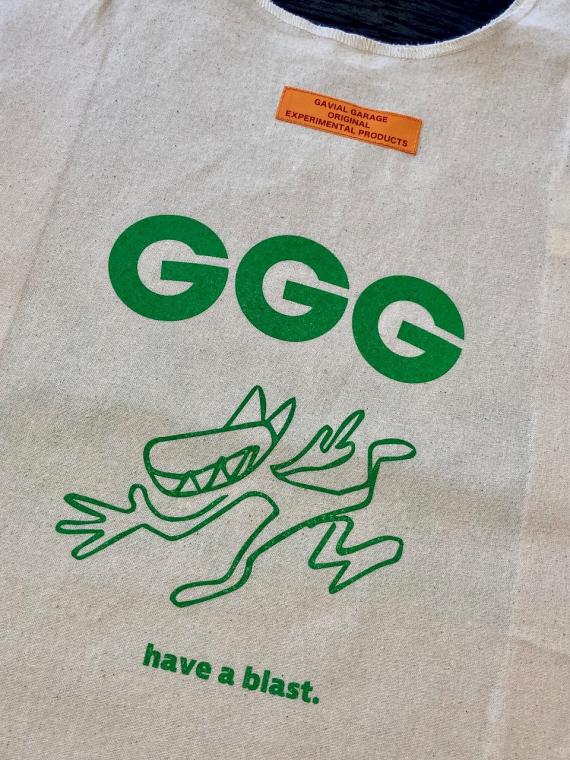 GAVIAL GARAGE
ORIGINAL
EXPERIMENTAL PRODUCTS
GGG
have a blast.